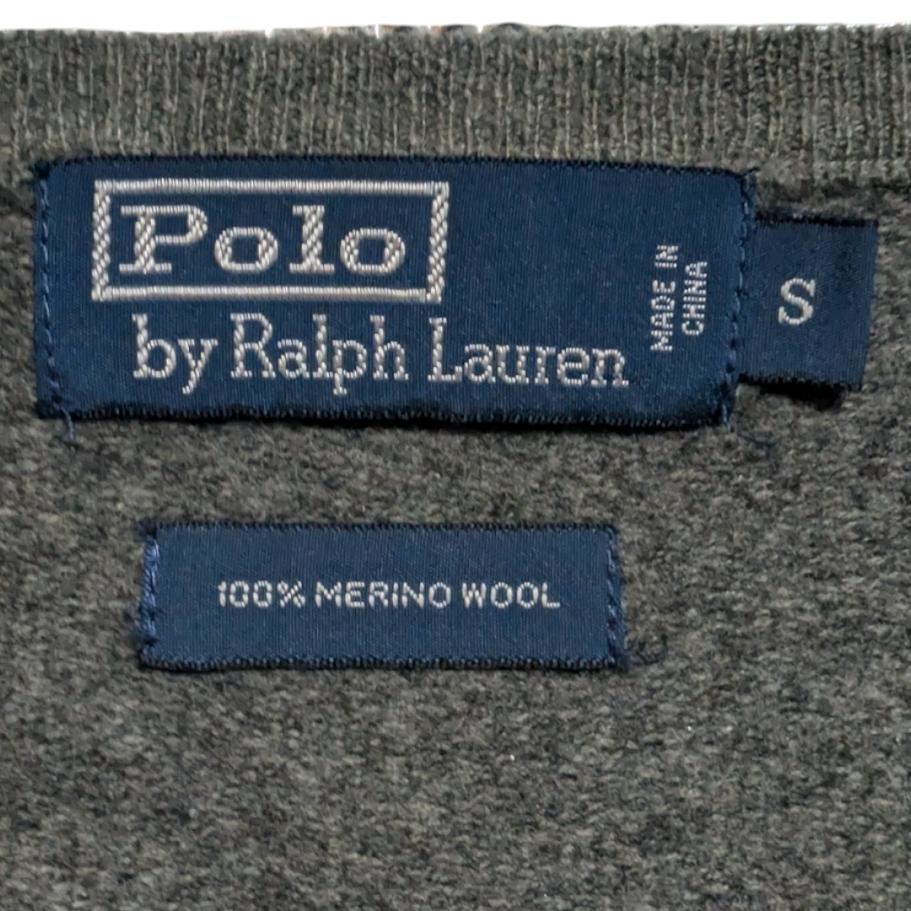 Polo
by Ralph Lauren
MADE IN
CHINA
S
100% MERINO WOOL